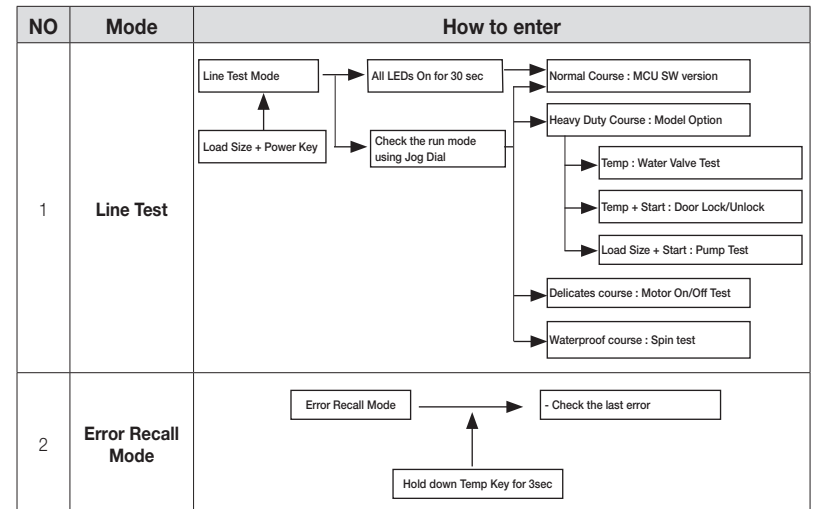 NO Mode How to enter
1
Line Test
Line Test Mode
All LEDs On for 30 sec
Normal Course : MCU SW version
Load Size + Power Key
Check the run mode
using Jog Dial
Heavy Duty Course : Model Option
Temp : Water Valve Test
Temp + Start : Door Lock/Unlock
Load Size + Start : Pump Test
Delicates course : Motor On/Off Test
Waterproof course : Spin test
2
Error Recall
Mode
Error Recall Mode
- Check the last error
Hold down Temp Key for 3sec